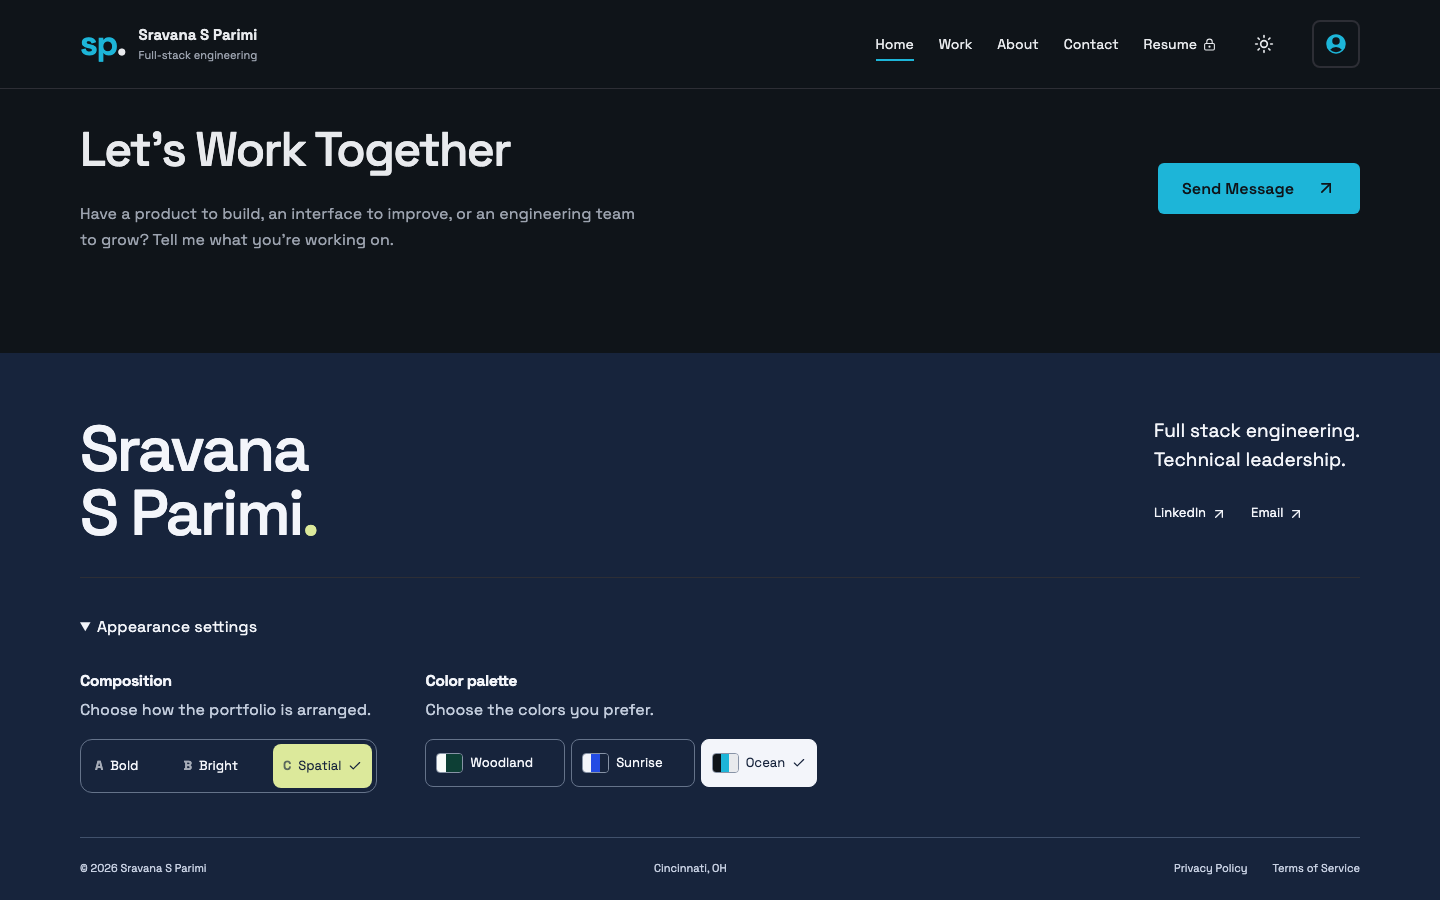 sp.
Sravana S Parimi
Full-stack engineering
Home
Work
About
Contact
Resume
Let's Work Together
Have a product to build, an interface to improve, or an engineering team
to grow? Tell me what you're working on.
Send Message
Sravana
S Parimi.
Full stack engineering.
Technical leadership.
LinkedIn
Email
Appearance settings
Composition
Choose how the portfolio is arranged.
A Bold
B Bright
C Spatial
Color palette
Choose the colors you prefer.
Woodland
Sunrise
Ocean
© 2026 Sravana S Parimi
Cincinnati, OH
Privacy Policy
Terms of Service